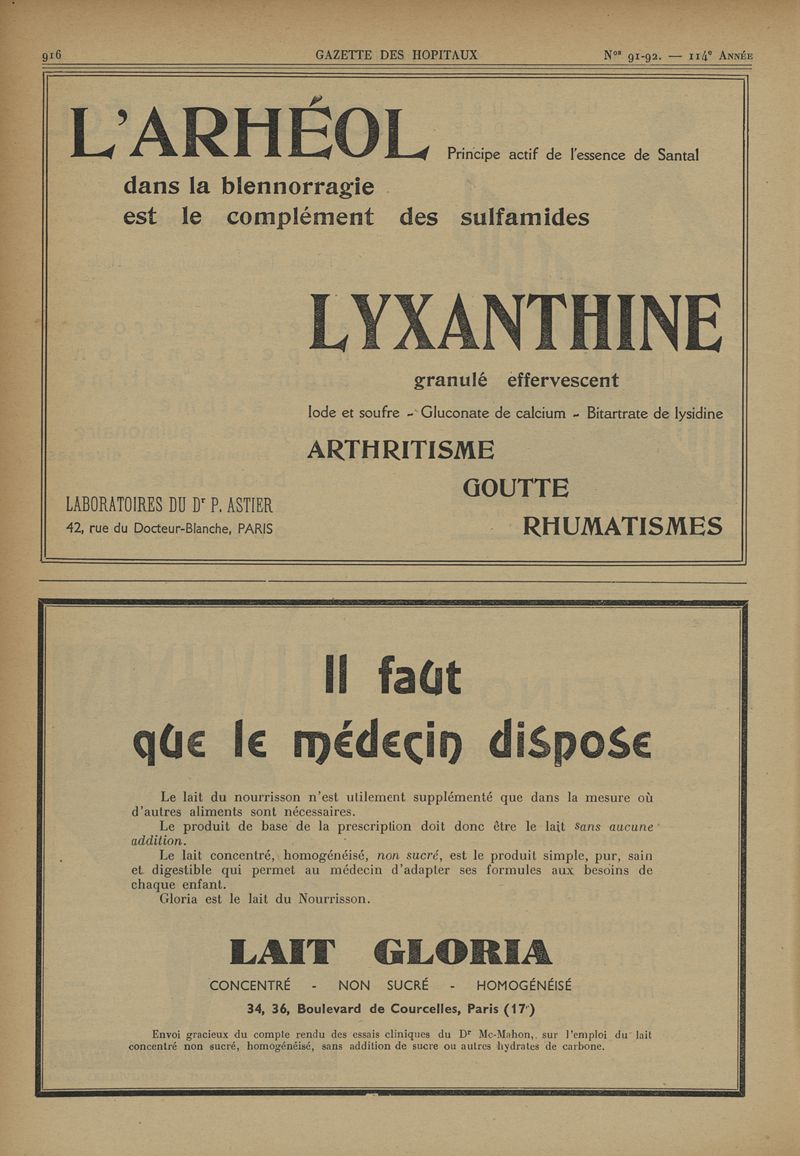 916
GAZETTE DES HOPITAUX
Nos 91-92. — 114e ANNÉE
L'ARHÉOL Principe actif de l'essence de Santal
dans la blennorragie
est le complément des sulfamides
LYXANTHINE
granulé effervescent
Iode et soufre - Gluconate de calcium - Bitartrate de lysidine
ARTHRITISME
GOUTTE
RHUMATISMES
LABORATOIRES DU Dr P. ASTIER
42, rue du Docteur-Blanche, PARIS
Il faut
que le médecin dispose
Le lait du nourrisson n'est utilement supplémenté que dans la mesure où
d'autres aliments sont nécessaires.
Le produit de base de la prescription doit donc être le lait sans aucune
addition.
Le lait concentré, homogénéisé, non sucré, est le produit simple, pur, sain
et digestible qui permet au médecin d'adapter ses formules aux besoins de
chaque enfant.
Gloria est le lait du Nourrisson.
LAIT GLORIA
CONCENTRÉ - NON SUCRÉ - HOMOGÉNÉISÉ
34, 36, Boulevard de Courcelles, Paris (17e)
Envoi gracieux du compte rendu des essais cliniques du Dr Mc-Mahon, sur l'emploi du lait
concentré non sucré, homogénéisé, sans addition de sucre ou autres hydrates de carbone.